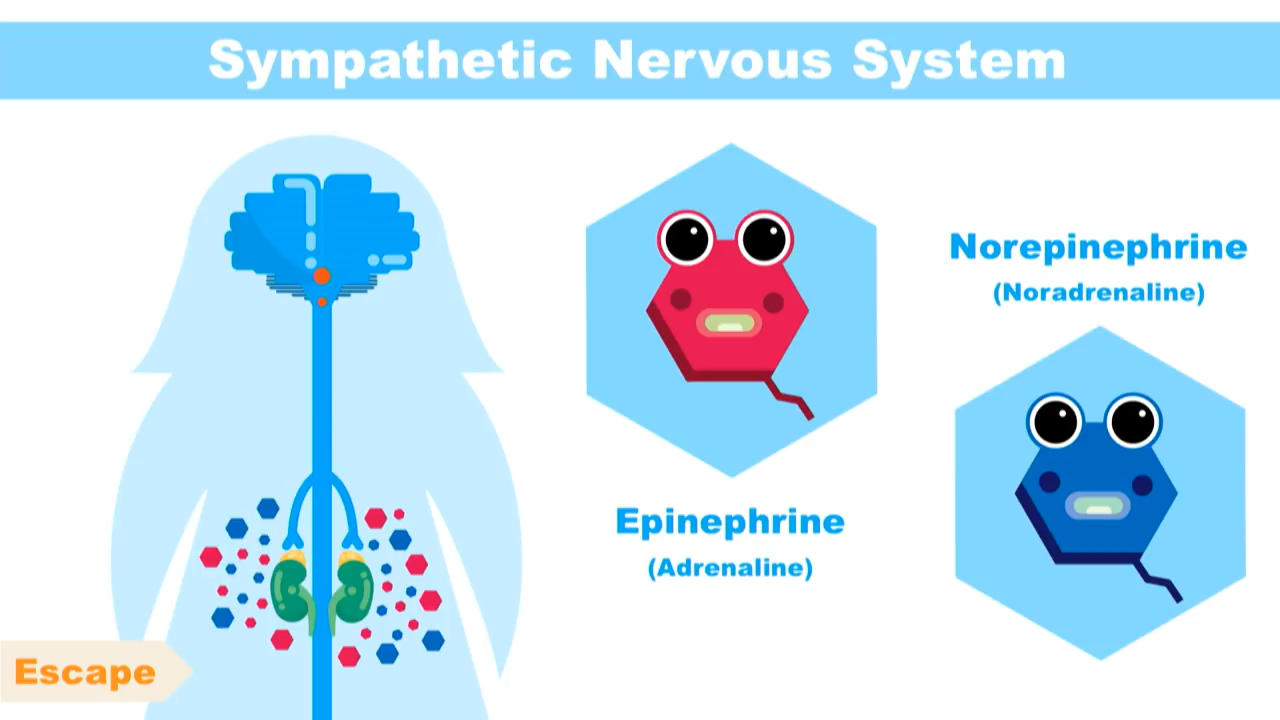 Sympathetic Nervous System
Norepinephrine
(Noradrenaline)
Epinephrine
(Adrenaline)
Escape